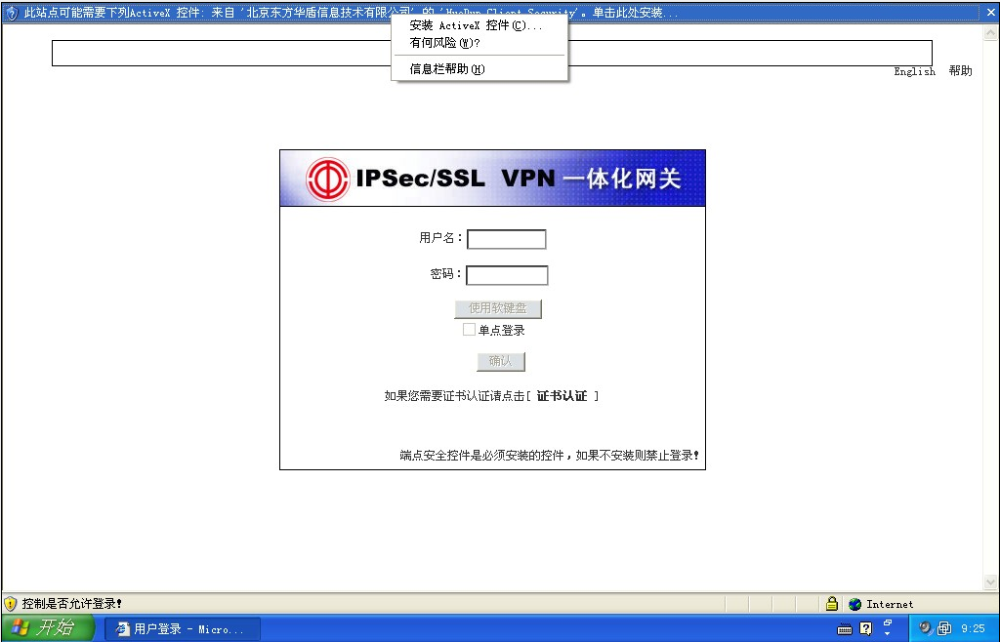 此站点可能需要下列ActiveX 控件: 来自 '北京东方华盾信息技术有限公司' 的 'HuaDun Client Security'。单击此处安装...
安装 ActiveX 控件(C)...
有何风险(W)?
信息栏帮助(H)
English 帮助
IPSec/SSL VPN 一体化网关
用户名：
密码：
使用软键盘
单点登录
确认
如果您需要证书认证请点击[ 证书认证 ]
端点安全控件是必须安装的控件，如果不安装则禁止登录!
控制是否允许登录!
Internet
开始
用户登录 - Micro...
9:25